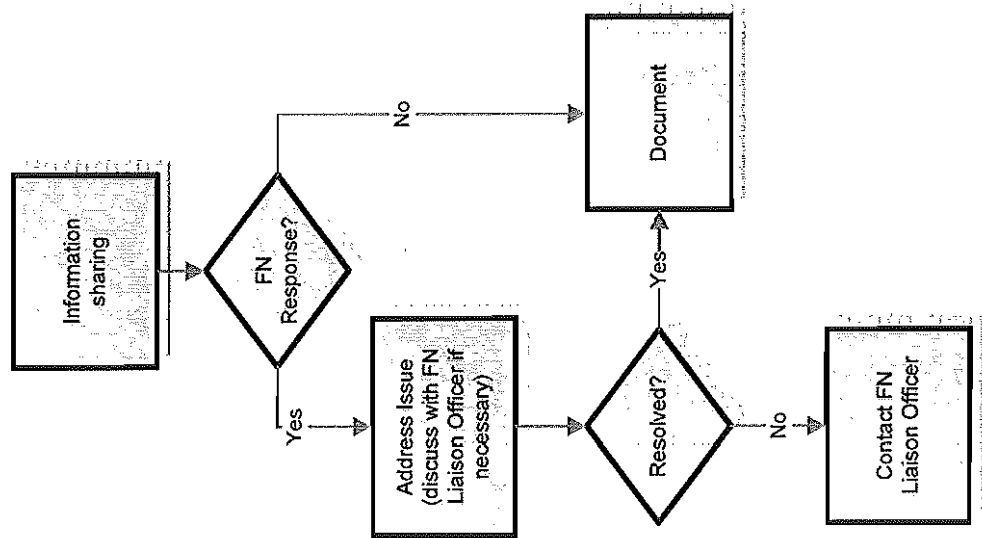 Information
sharing
FN
Response?
Yes
No
Address Issue
(discuss with FN
Liaison Officer if
necessary)
Document
Resolved?
Yes
No
Contact FN
Liaison Officer